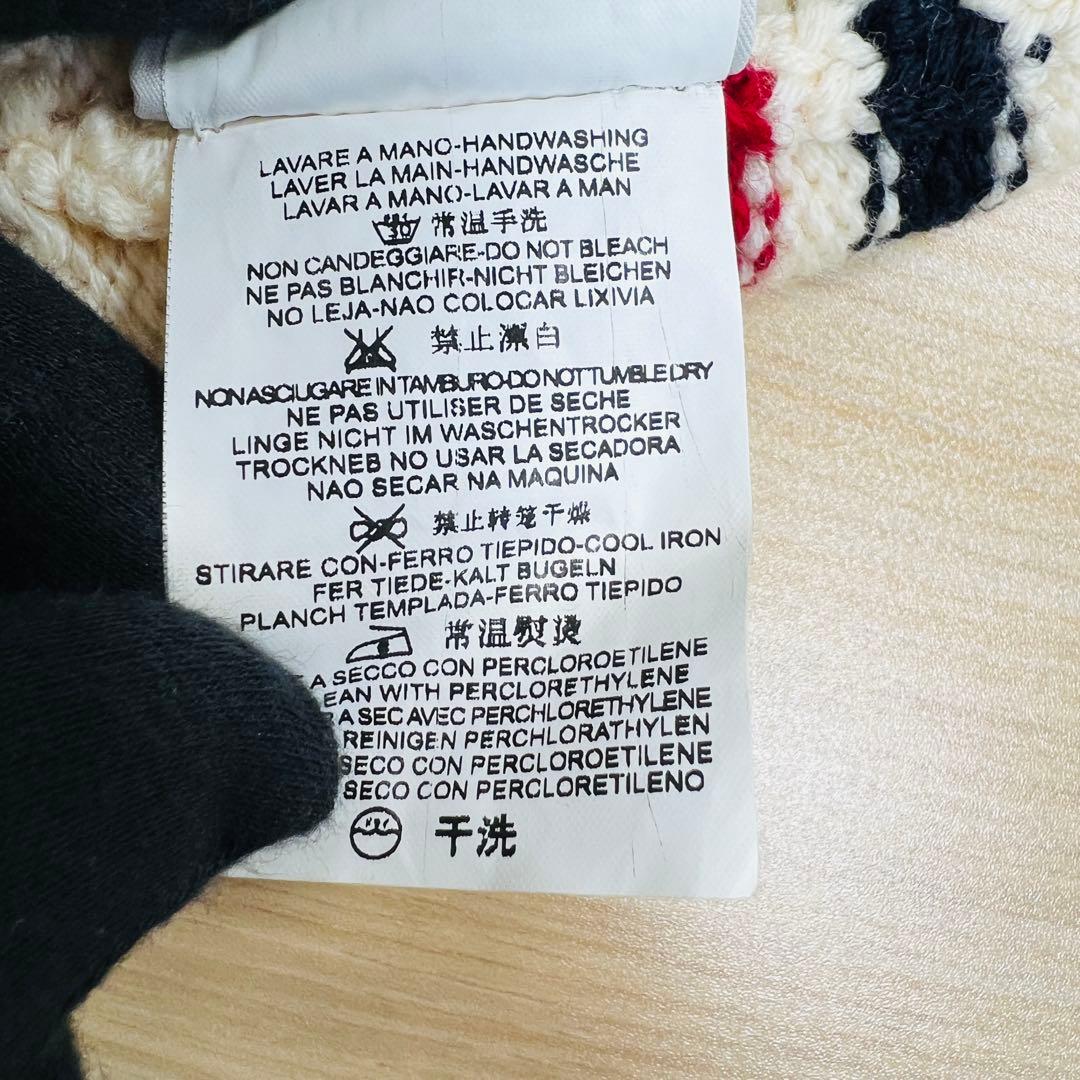 LAVARE A MANO-HANDWASHING
LAVER LA MAIN-HANDWASCHE
LAVAR A MANO-LAVAR A MAN
30 常温手洗
NON CANDEGGIARE-DO NOT BLEACH
NE PAS BLANCHIR-NICHT BLEICHEN
NO LEJA-NAO COLOCAR LIXIVIA
禁止漂白
NON ASCIUGARE IN TAMBURO-DO NOT TUMBLE DRY
NE PAS UTILISER DE SECHE
LINGE NICHT IM WASCHENTROCKER
TROCKNEB NO USAR LA SECADORA
NAO SECAR NA MAQUINA
禁止转笼干燥
STIRARE CON-FERRO TIEPIDO-COOL IRON
FER TIEDE-KALT BUGELN
PLANCH TEMPLADA-FERRO TIEPIDO
常温熨烫
A SECCO CON PERCLOROETILENE
EAN WITH PERCLORETHYLENE
A SEC AVEC PERCHLORETHYLENE
REINIGEN PERCHLORATHYLEN
SECO CON PERCLOROETILENE
SECO CON PERCLORETILENO
干洗